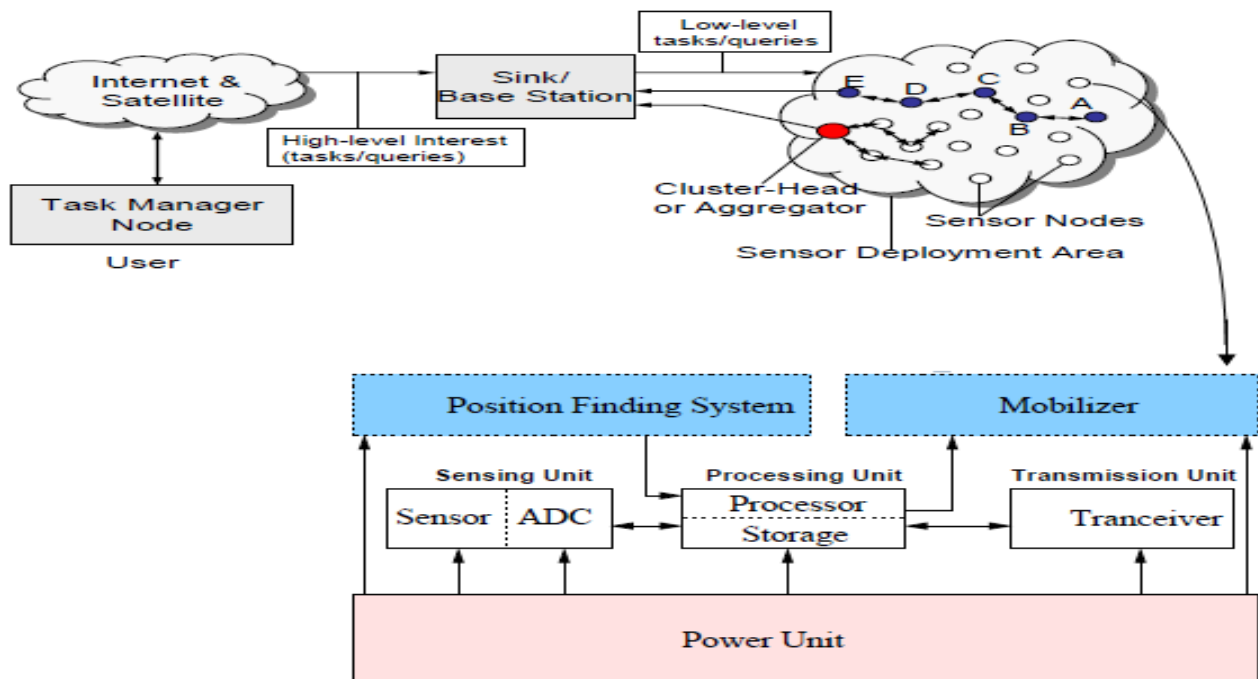 Low-level
tasks/queries
Internet &
Satellite
Sink/
Base Station
E
D
C
B
A
High-level Interest
(tasks/queries)
Task Manager
Node
User
Cluster-Head
or Aggregator
Sensor Nodes
Sensor Deployment Area
Position Finding System
Mobilizer
Sensing Unit
Processing Unit
Transmission Unit
Sensor
ADC
Processor
Storage
Tranceiver
Power Unit